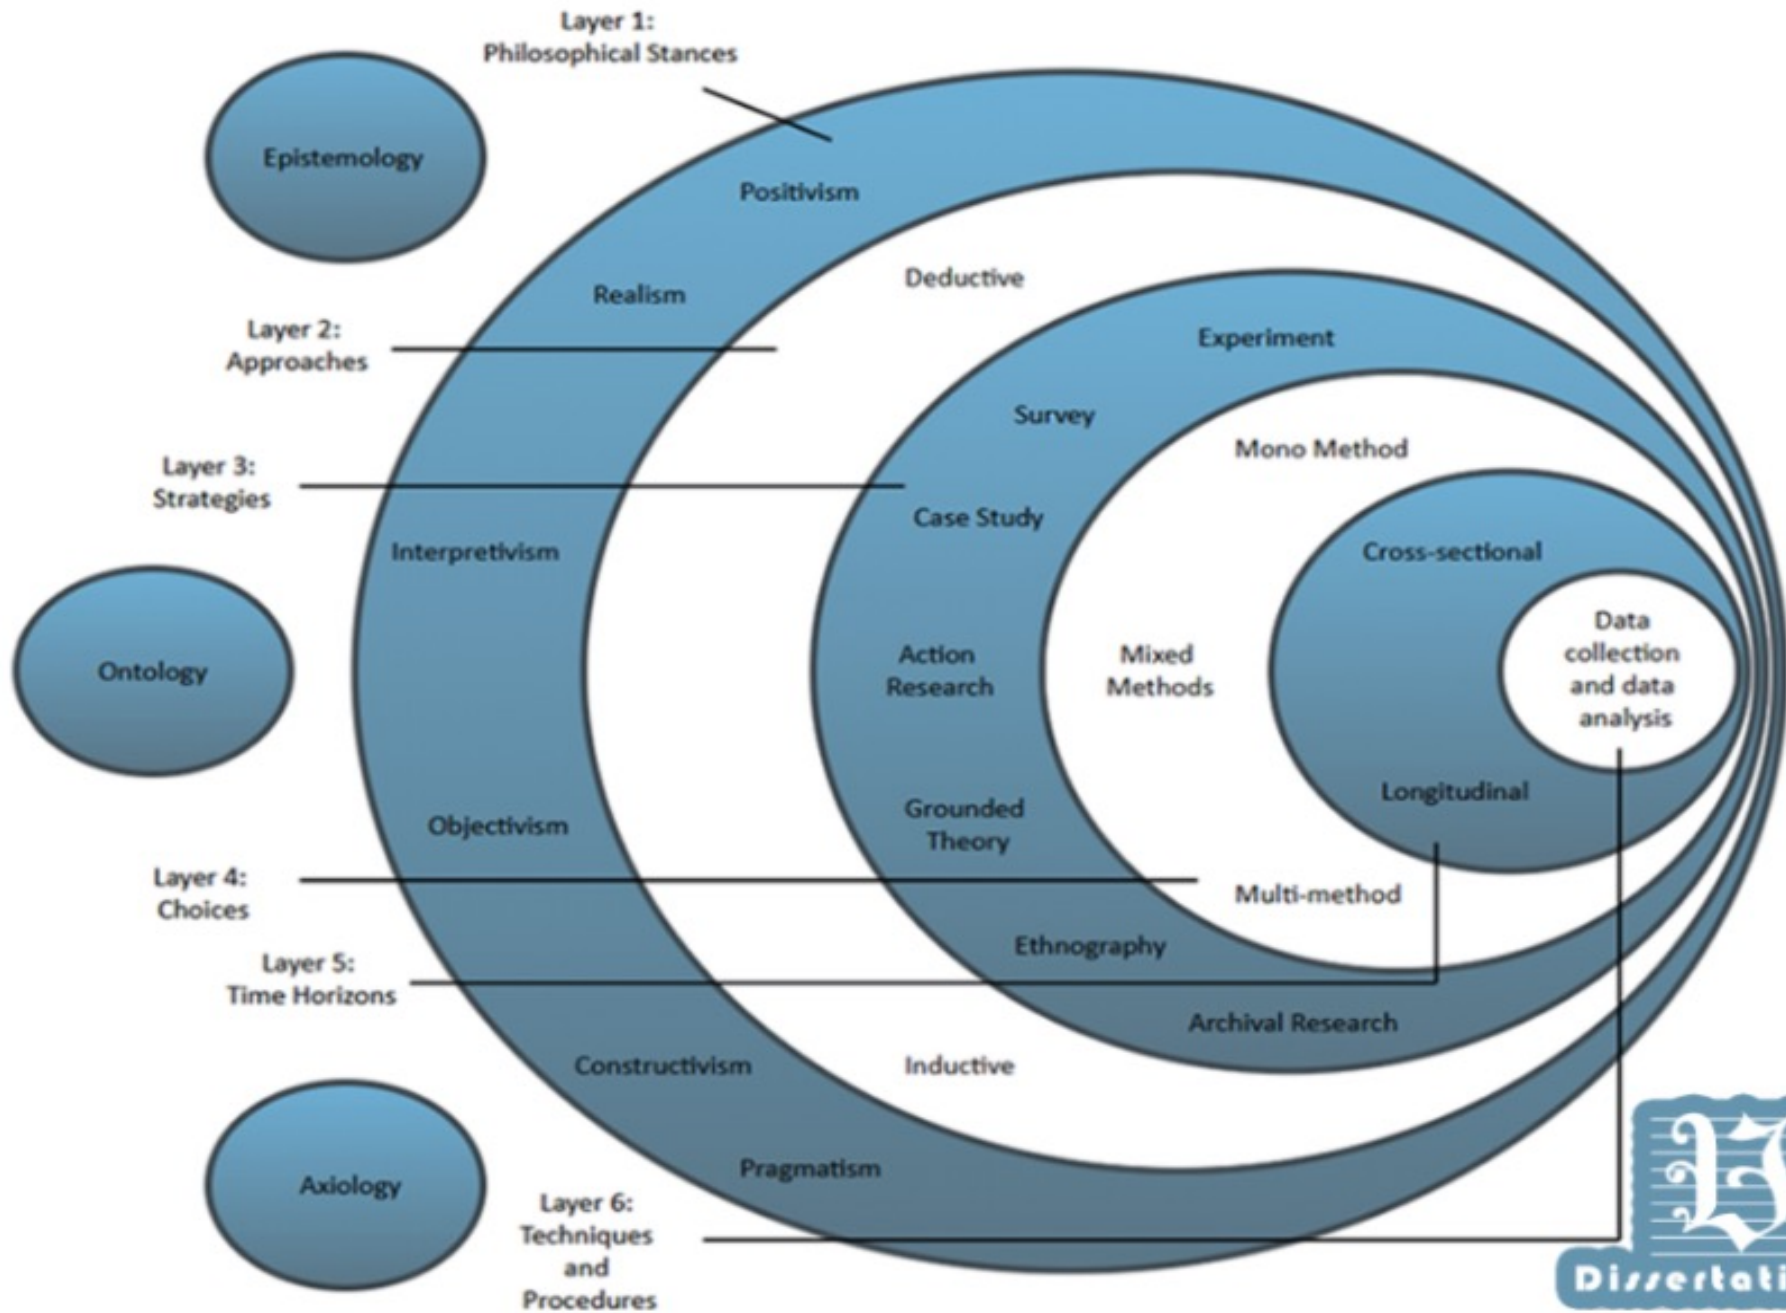 Layer 1:
Philosophical Stances
Epistemology
Positivism
Realism
Deductive
Layer 2:
Approaches
Experiment
Survey
Mono Method
Layer 3:
Strategies
Case Study
Interpretivism
Cross-sectional
Ontology
Action
Research
Mixed
Methods
Data
collection
and data
analysis
Longitudinal
Objectivism
Grounded
Theory
Layer 4:
Choices
Multi-method
Ethnography
Layer 5:
Time Horizons
Archival Research
Constructivism
Inductive
Axiology
Pragmatism
Layer 6:
Techniques
and
Procedures